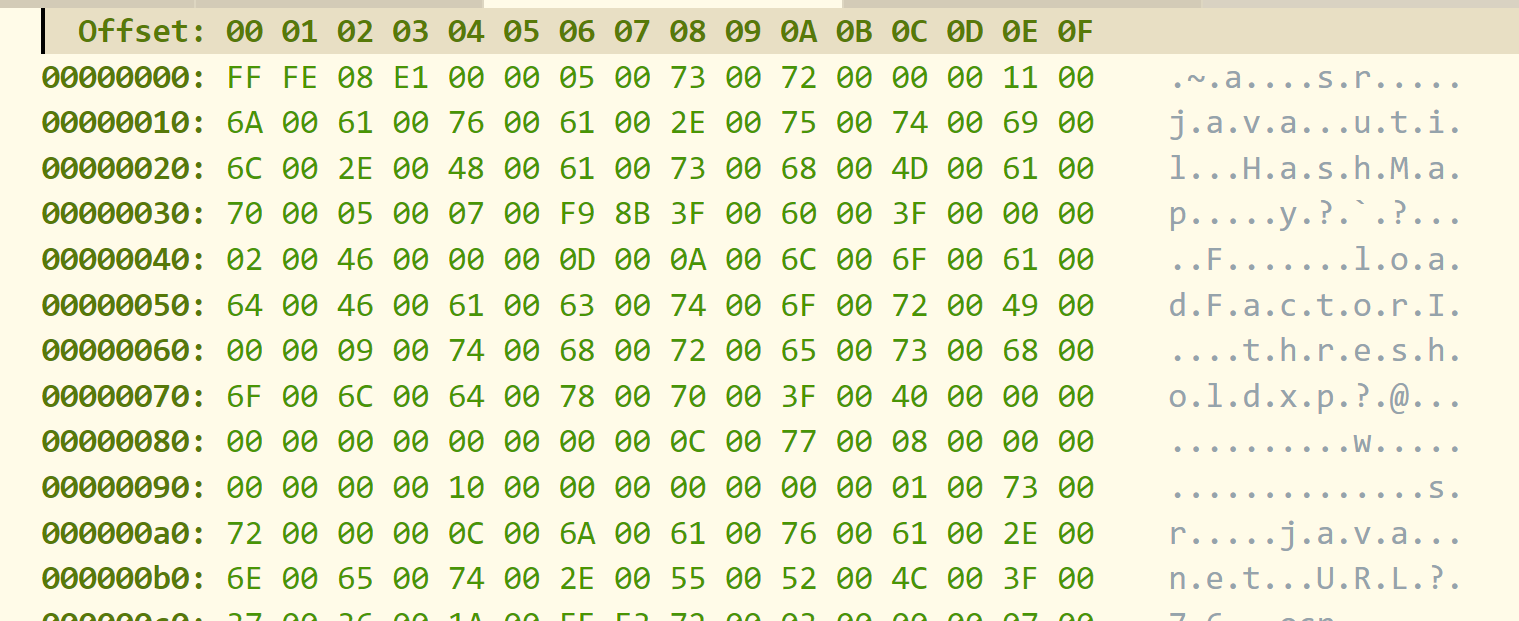 Offset: 00 01 02 03 04 05 06 07 08 09 0A 0B 0C 0D 0E 0F
00000000: FF FE 08 E1 00 00 05 00 73 00 72 00 00 00 11 00 .~.a....s.r.....
00000010: 6A 00 61 00 76 00 61 00 2E 00 75 00 74 00 69 00 j.a.v.a...u.t.i.
00000020: 6C 00 2E 00 48 00 61 00 73 00 68 00 4D 00 61 00 l...H.a.s.h.M.a.
00000030: 70 00 05 00 07 00 F9 8B 3F 00 60 00 3F 00 00 00 p.....y.?.`.?...
00000040: 02 00 46 00 00 00 0D 00 0A 00 6C 00 6F 00 61 00 ..F.......l.o.a.
00000050: 64 00 46 00 61 00 63 00 74 00 6F 00 72 00 49 00 d.F.a.c.t.o.r.I.
00000060: 00 00 09 00 74 00 68 00 72 00 65 00 73 00 68 00 ....t.h.r.e.s.h.
00000070: 6F 00 6C 00 64 00 78 00 70 00 3F 00 40 00 00 00 o.l.d.x.p.?.@...
00000080: 00 00 00 00 00 00 00 00 0C 00 77 00 08 00 00 00 ..........w.....
00000090: 00 00 00 00 10 00 00 00 00 00 00 00 01 00 73 00 ..............s.
000000a0: 72 00 00 00 0C 00 6A 00 61 00 76 00 61 00 2E 00 r.....j.a.v.a...
000000b0: 6E 00 65 00 74 00 2E 00 55 00 52 00 4C 00 3F 00 n.e.t...U.R.L.?.